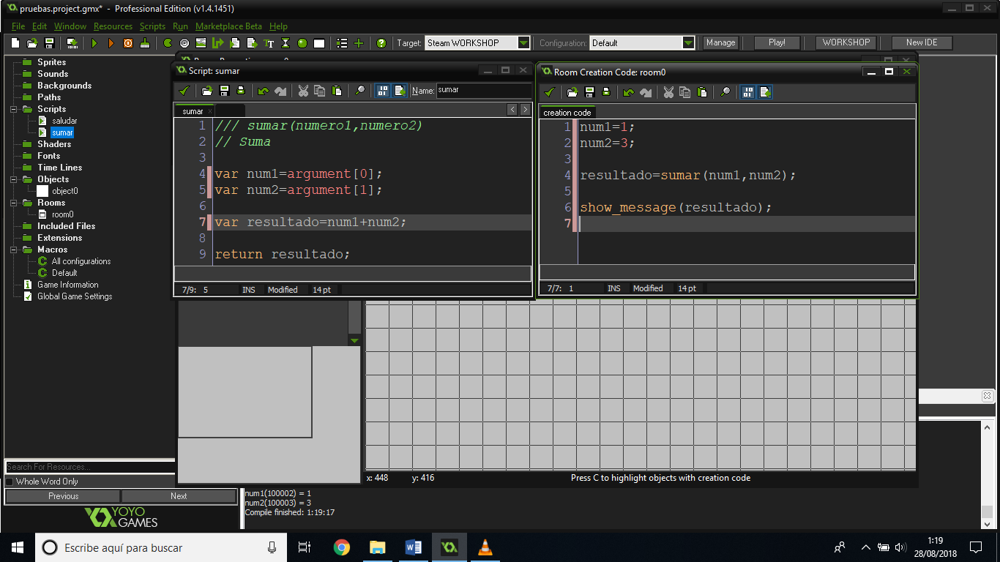 pruebas.project.gmx* - Professional Edition (v1.4.1451)
File Edit Window Resources Scripts Run Marketplace Beta Help
Target: Steam WORKSHOP Configuration: Default Manage Play! WORKSHOP New IDE
Sprites
Sounds
Backgrounds
Paths
Scripts
saludar
sumar
Shaders
Fonts
Time Lines
Objects
object0
Rooms
room0
Included Files
Extensions
Macros
All configurations
Default
Game Information
Global Game Settings
Search For Resources...
Whole Word Only
Previous Next
YOYO
GAMES
Script: sumar
Name: sumar
sumar
1 /// sumar(numero1,numero2)
2 // Suma
3
4 var num1=argument[0];
5 var num2=argument[1];
6
7 var resultado=num1+num2;
8
9 return resultado;
7/9: 5 INS Modified 14 pt
Room Creation Code: room0
creation code
1 num1=1;
2 num2=3;
3
4 resultado=sumar(num1,num2);
5
6 show_message(resultado);
7
7/7: 1 INS Modified 14 pt
x: 448 y: 416 Press C to highlight objects with creation code
num1(100002) = 1
num2(100003) = 3
Compile finished: 1:19:17
Escribe aquí para buscar
1:19
28/08/2018